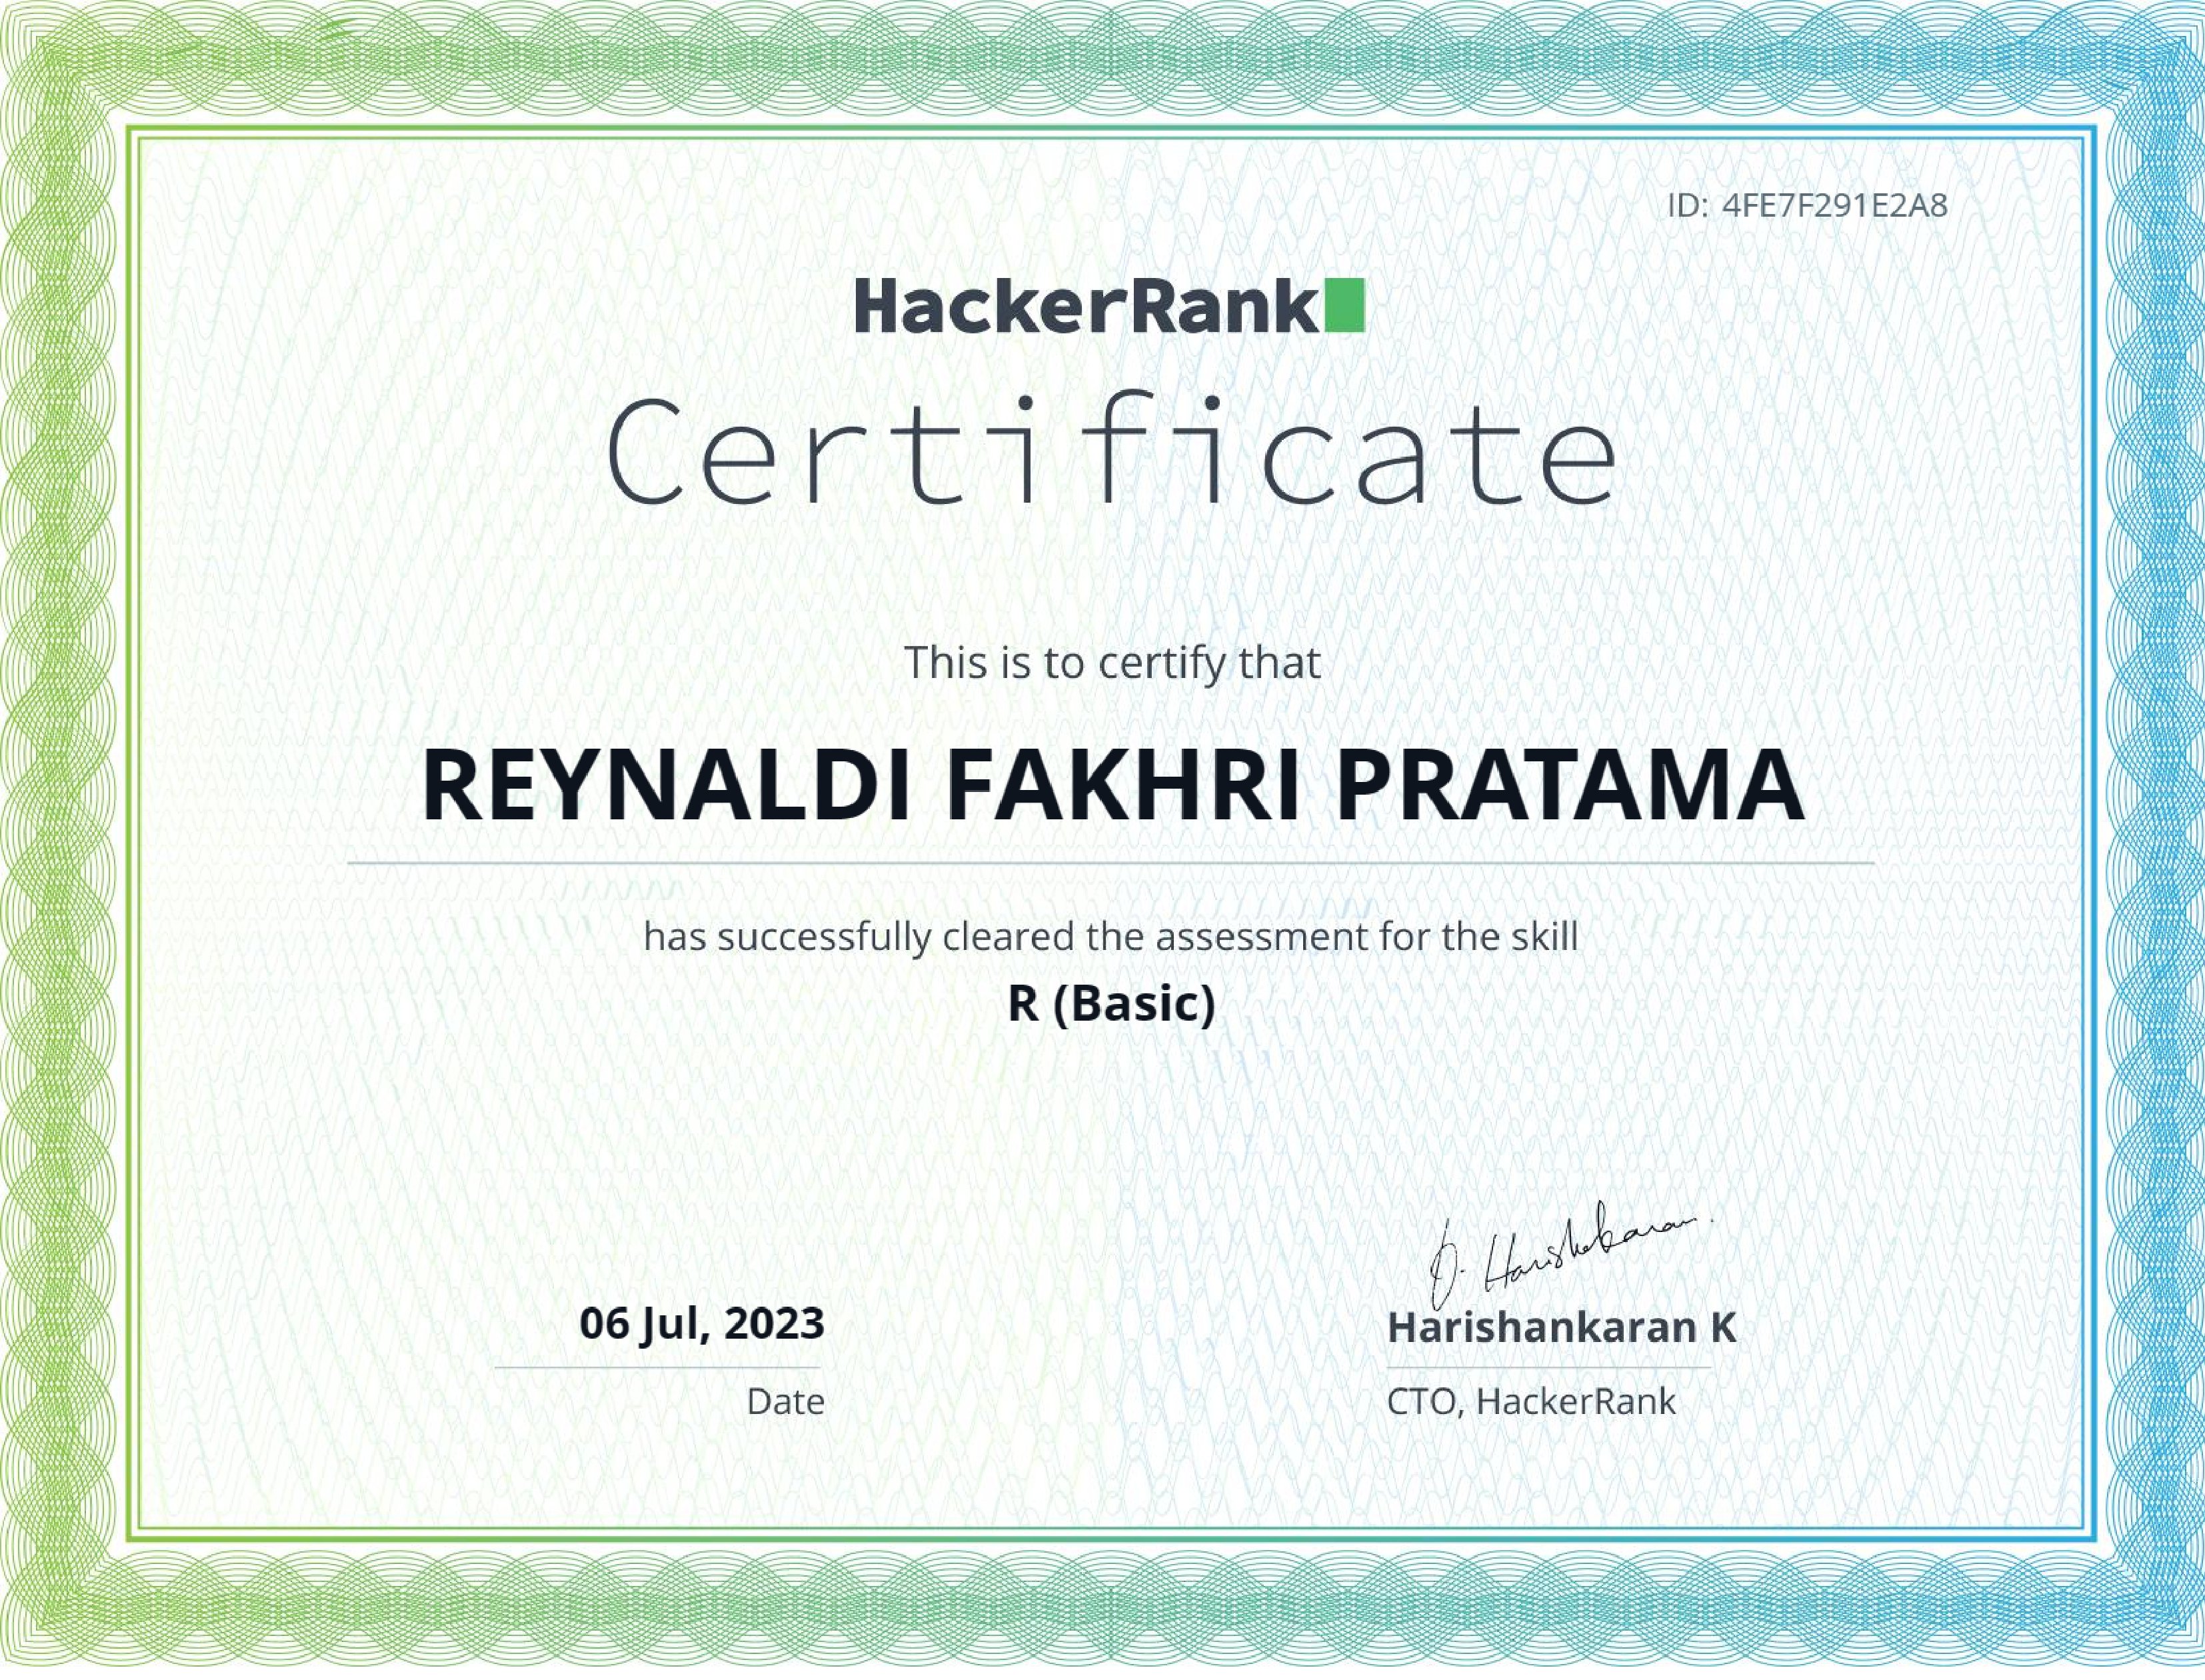 ID: 4FE7F291E2A8
HackerRank
Certificate
This is to certify that
REYNALDI FAKHRI PRATAMA
has successfully cleared the assessment for the skill
R (Basic)
06 Jul, 2023
Date
Harishankaran K
CTO, HackerRank